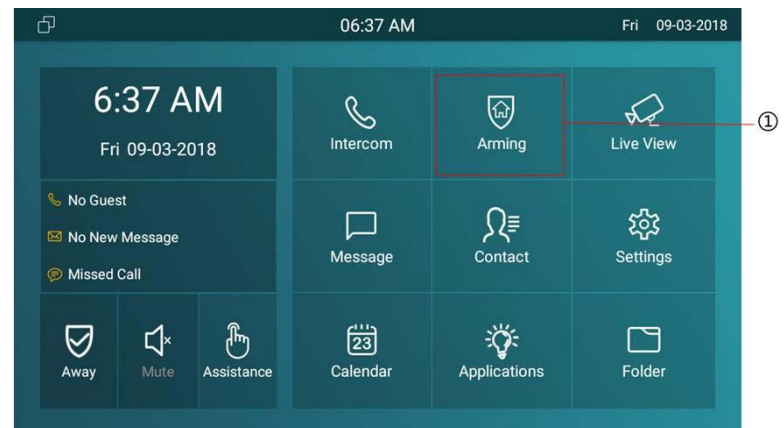 06:37 AM
Fri 09-03-2018
6:37 AM
Fri 09-03-2018
No Guest
No New Message
Missed Call
Away
Mute
Assistance
Intercom
Arming
Live View
①
Message
Contact
Settings
23
Calendar
Applications
Folder